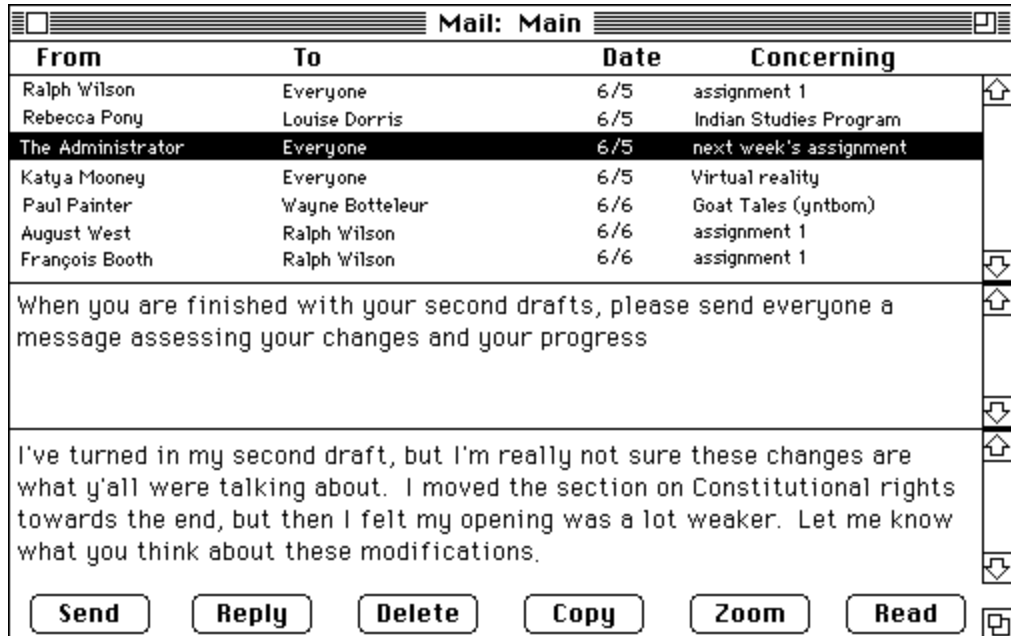 Mail: Main
From To Date Concerning
Ralph Wilson Everyone 6/5 assignment 1
Rebecca Pony Louise Dorris 6/5 Indian Studies Program
The Administrator Everyone 6/5 next week's assignment
Katya Mooney Everyone 6/5 Virtual reality
Paul Painter Wayne Botteleur 6/6 Goat Tales (yntbom)
August West Ralph Wilson 6/6 assignment 1
François Booth Ralph Wilson 6/6 assignment 1
When you are finished with your second drafts, please send everyone a
message assessing your changes and your progress
I've turned in my second draft, but I'm really not sure these changes are
what y'all were talking about. I moved the section on Constitutional rights
towards the end, but then I felt my opening was a lot weaker. Let me know
what you think about these modifications.
Send Reply Delete Copy Zoom Read